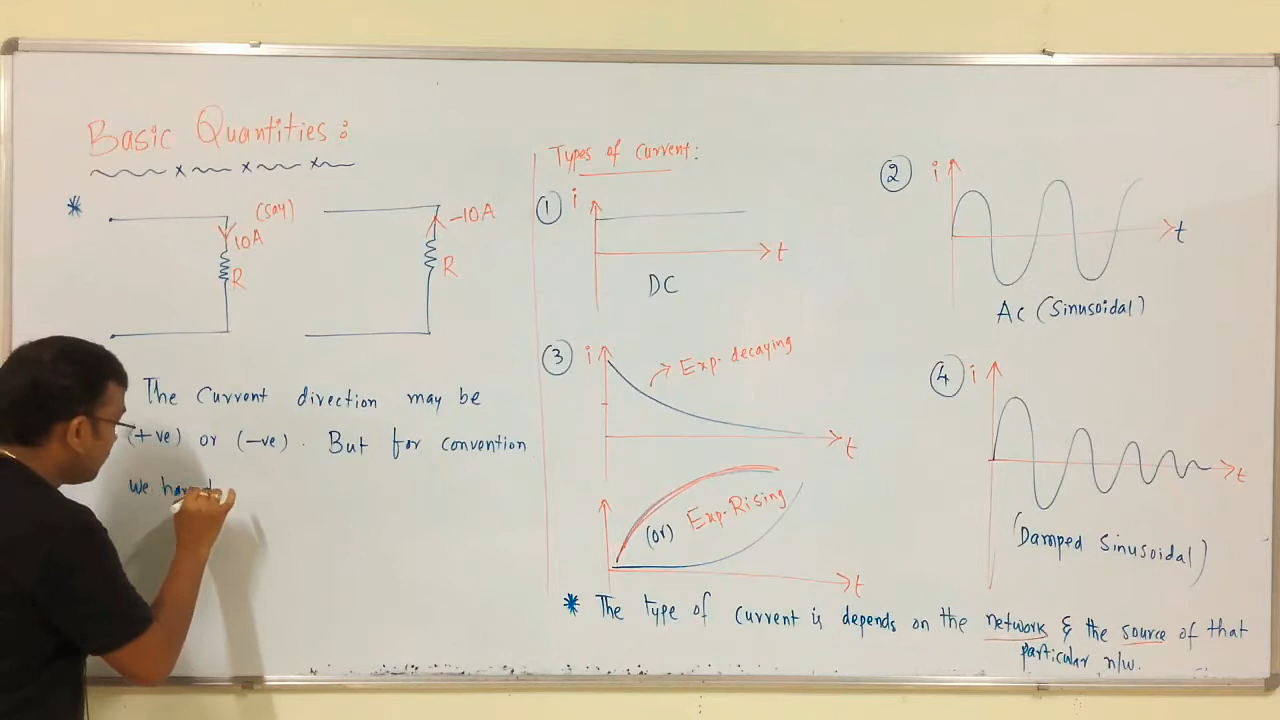 Basic Quantities:
* (say)
10A
R
-10A
R
The current direction may be
(+ve) or (-ve). But for convention
we have
Types of current:
① i
t
DC
② i
t
Ac (Sinusoidal)
③ i
Exp. decaying
t
(or) Exp. Rising
t
④ i
t
(Damped Sinusoidal)
* The type of current is depends on the network & the source of that
particular n/w.